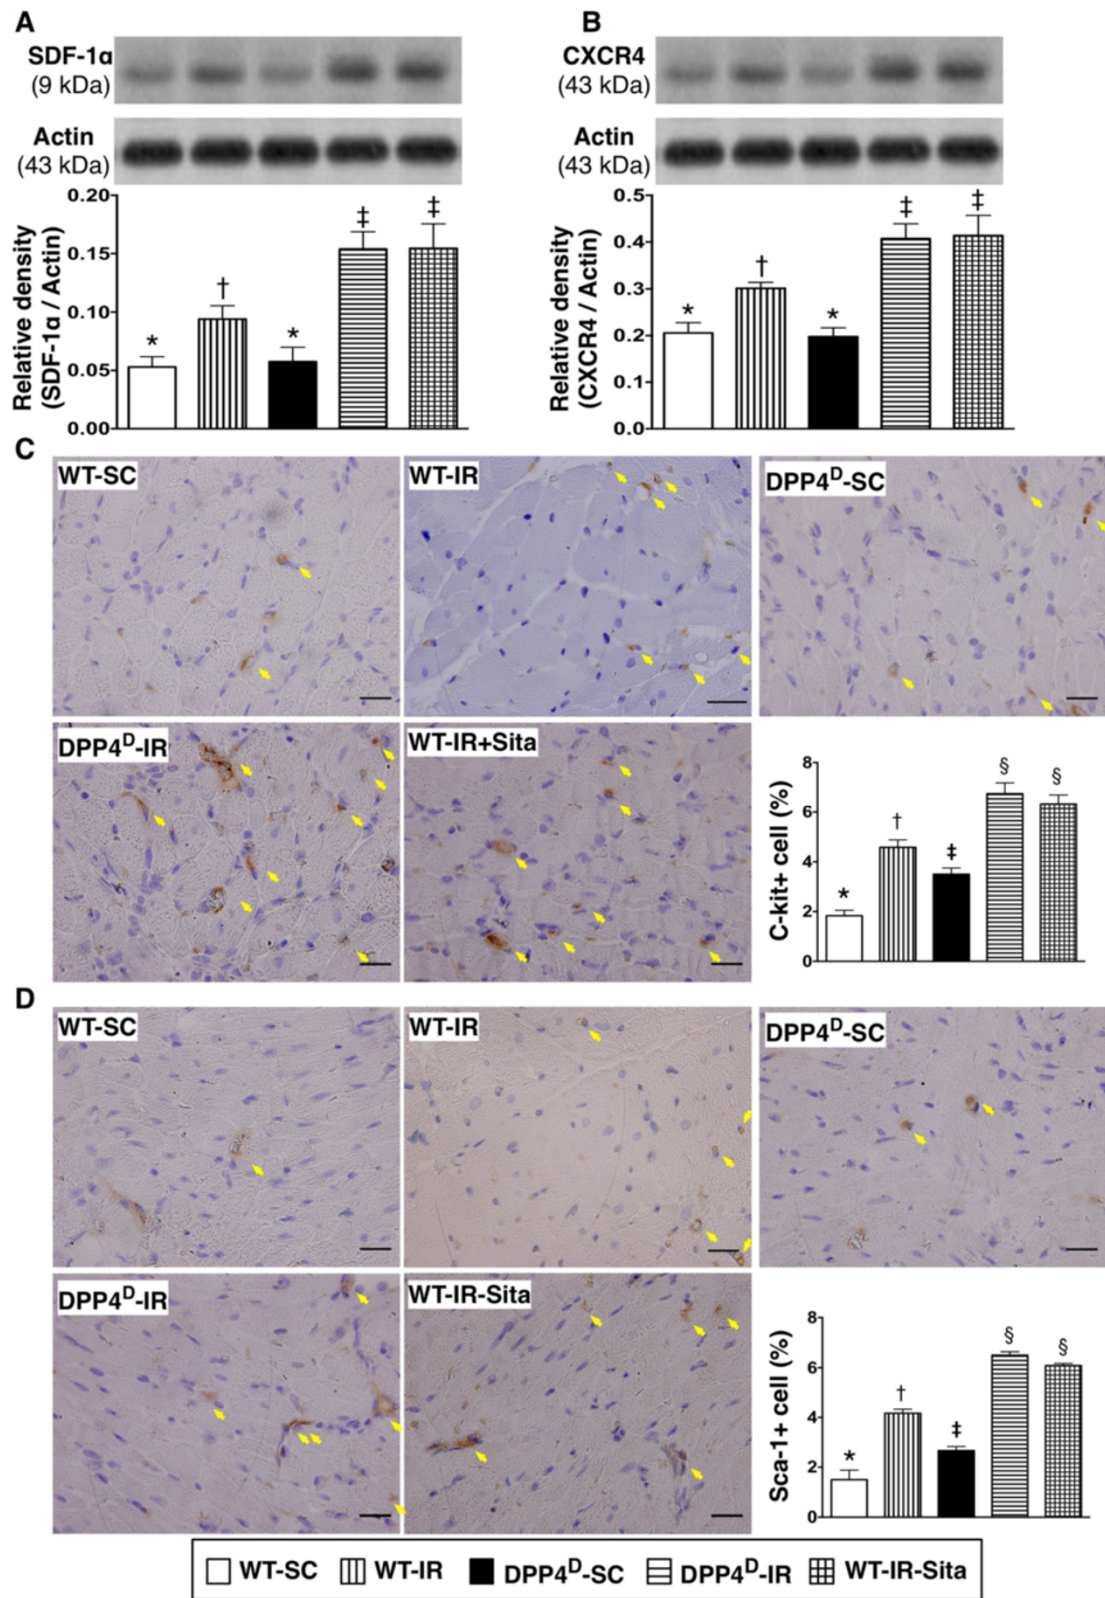 A
B
SDF-1α
(9 kDa)
CXCR4
(43 kDa)
Actin
(43 kDa)
Actin
(43 kDa)
Relative density
(SDF-1α / Actin)
0.20
0.15
0.10
0.05
0.00
*
†
*
‡
‡
Relative density
(CXCR4 / Actin)
0.5
0.4
0.3
0.2
0.1
0.0
*
†
*
‡
‡
C
WT-SC
WT-IR
DPP4ᴰ-SC
DPP4ᴰ-IR
WT-IR+Sita
C-kit+ cell (%)
8
6
4
2
0
*
†
‡
§
§
D
WT-SC
WT-IR
DPP4ᴰ-SC
DPP4ᴰ-IR
WT-IR-Sita
Sca-1+ cell (%)
8
6
4
2
0
*
†
‡
§
§
WT-SC WT-IR DPP4ᴰ-SC DPP4ᴰ-IR WT-IR-Sita